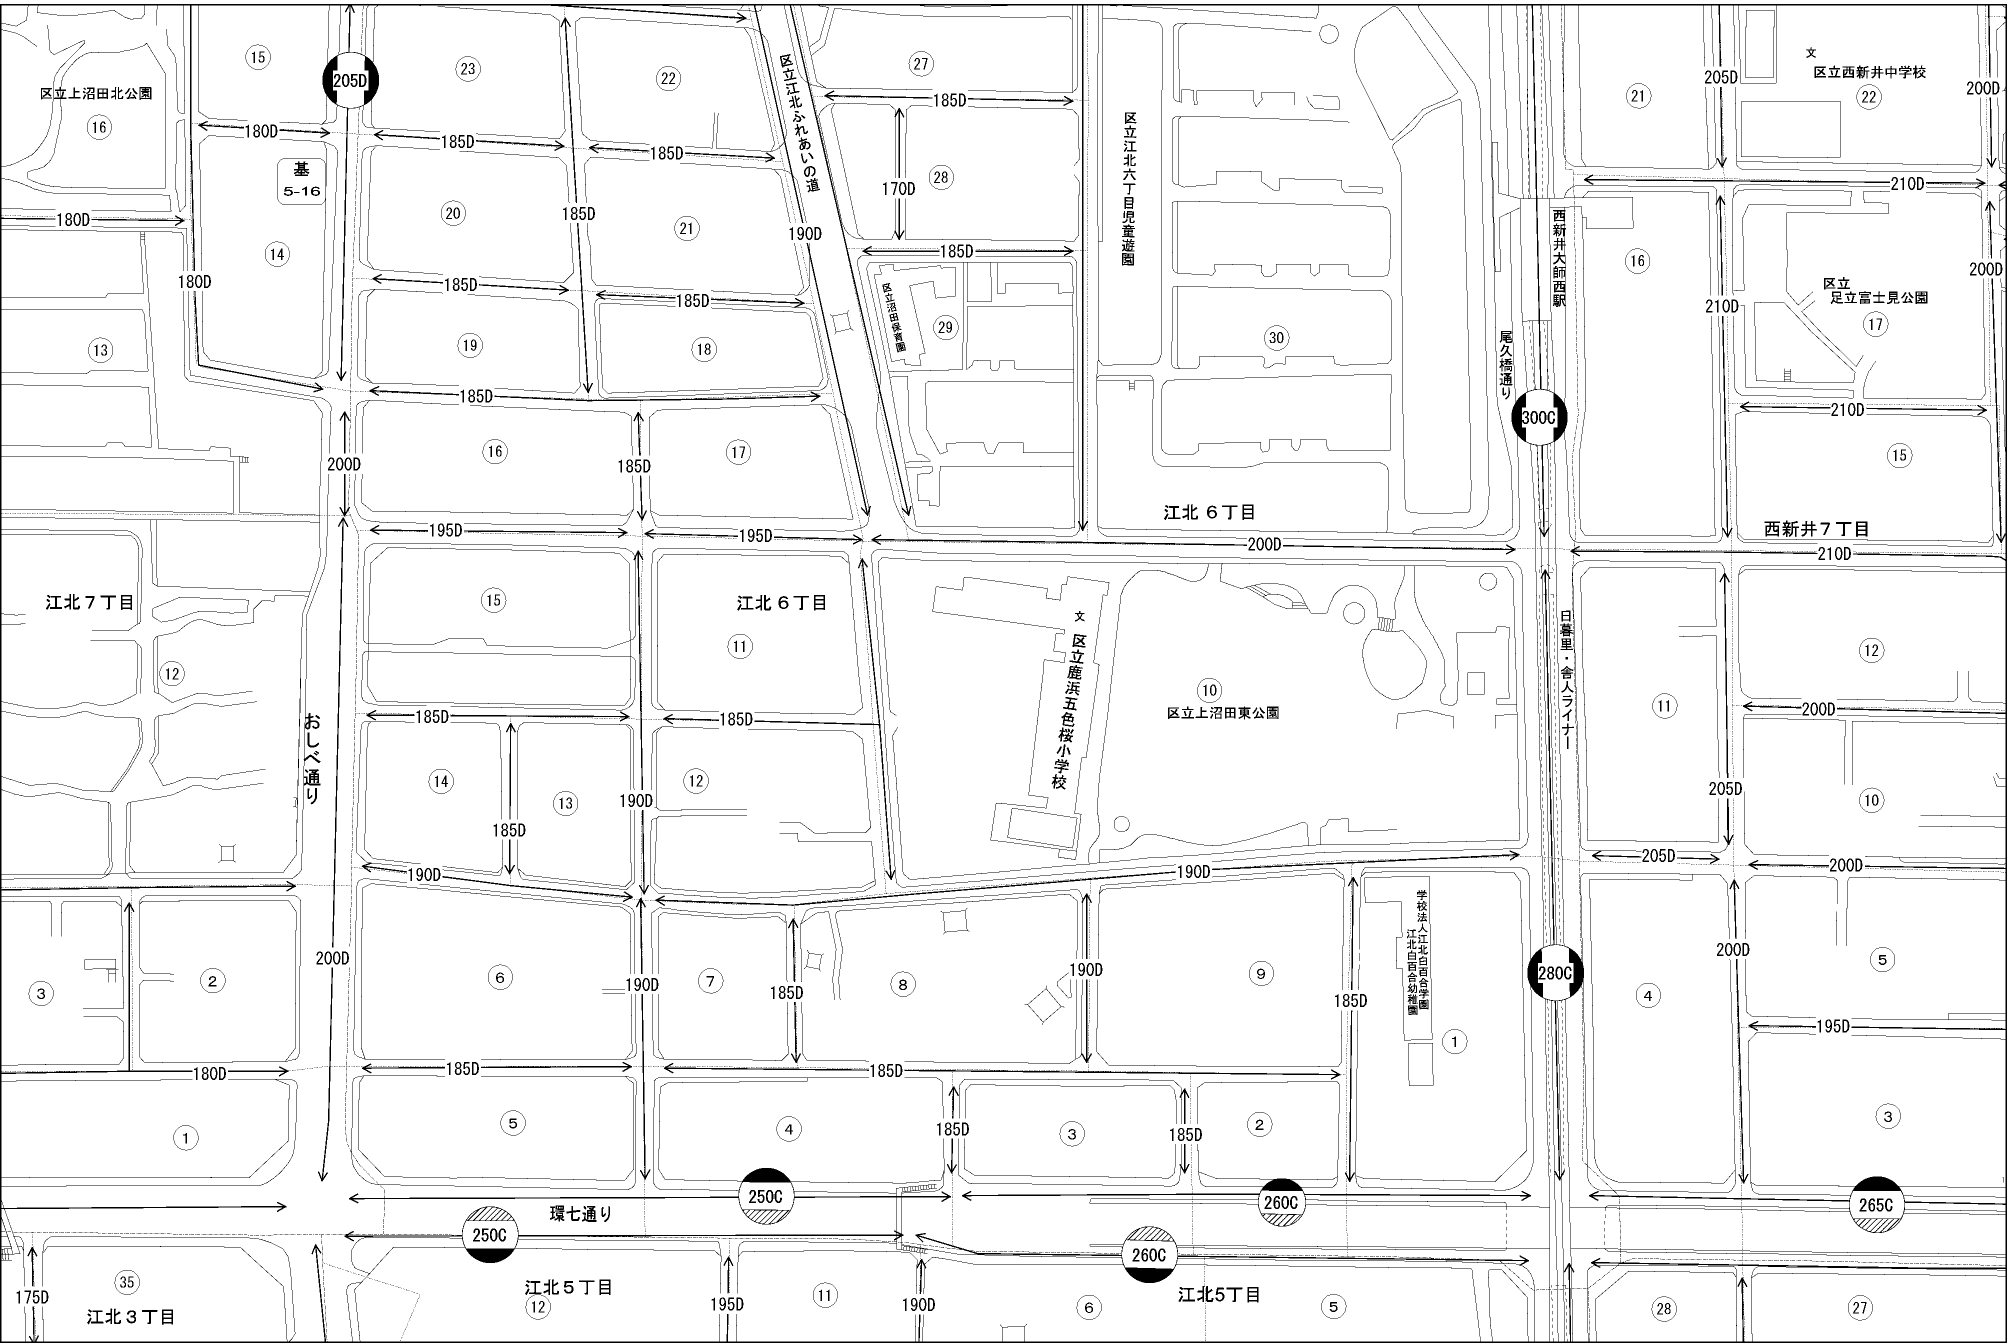 15
205D
23
22
区立江北ふれあいの道
27
185D
区立上沼田北公園
16
180D
185D
185D
基
5-16
28
170D
区立江北六丁目児童遊園
21
205D
文
区立西新井中学校
22
200D
180D
14
20
185D
21
190D
185D
210D
西新井大師西駅
16
180D
185D
185D
区立沼田保育園
29
30
尾久橋通り
210D
区立
足立富士見公園
17
200D
13
19
18
185D
300C
210D
200D
16
185D
17
15
195D
195D
江北 6丁目
200D
西新井7丁目
210D
江北7丁目
15
江北6丁目
11
文
区立鹿浜五色桜小学校
10
区立上沼田東公園
日暮里・舎人ライナー
12
12
おしべ通り
185D
185D
11
200D
14
185D
13
190D
12
205D
10
190D
190D
205D
200D
3
2
200D
6
190D
7
185D
8
190D
9
185D
学校法人江北白百合学園
江北白百合幼稚園
1
280C
4
200D
5
195D
180D
185D
185D
1
5
4
185D
3
185D
2
3
250C
260C
265C
環七通り
250C
260C
175D
35
江北3丁目
江北5丁目
12
195D
11
190D
6
江北5丁目
5
28
27